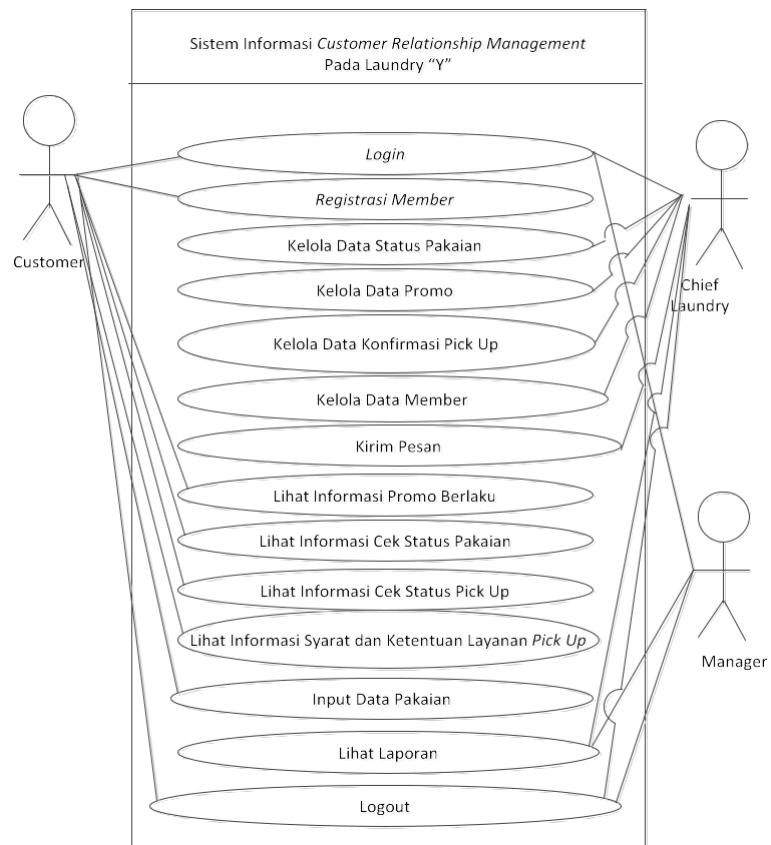 Sistem Informasi Customer Relationship Management
Pada Laundry “Y”
Login
Registrasi Member
Kelola Data Status Pakaian
Customer
Kelola Data Promo
Chief
Laundry
Kelola Data Konfirmasi Pick Up
Kelola Data Member
Kirim Pesan
Lihat Informasi Promo Berlaku
Lihat Informasi Cek Status Pakaian
Lihat Informasi Cek Status Pick Up
Lihat Informasi Syarat dan Ketentuan Layanan Pick Up
Manager
Input Data Pakaian
Lihat Laporan
Logout